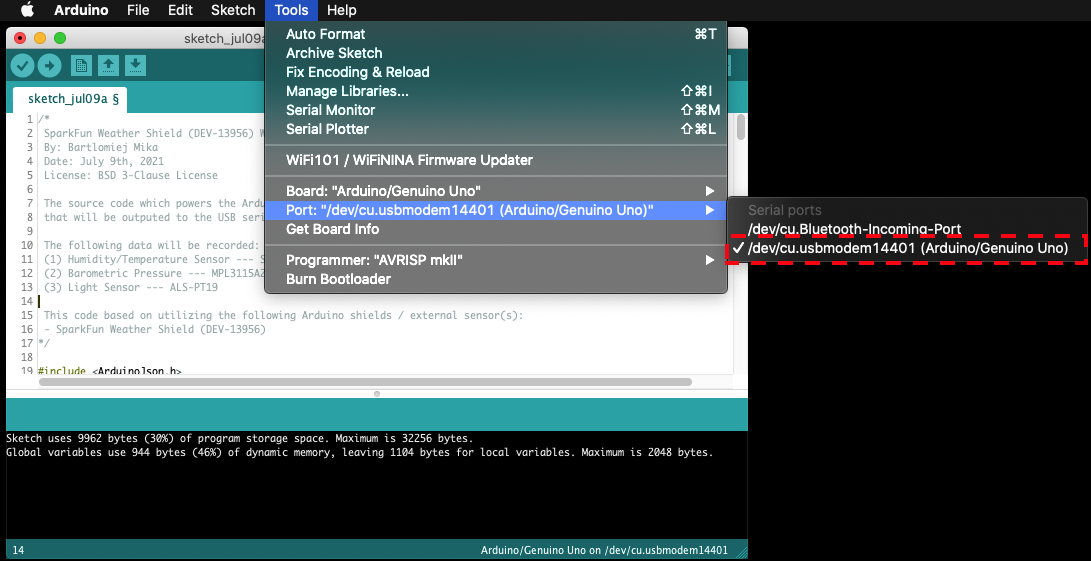 Arduino File Edit Sketch Tools Help
sketch_jul09a
Auto Format ⌘T
Archive Sketch
Fix Encoding & Reload
Manage Libraries... ⇧⌘I
Serial Monitor ⇧⌘M
Serial Plotter ⇧⌘L
WiFi101 / WiFiNINA Firmware Updater
Board: "Arduino/Genuino Uno"
Port: "/dev/cu.usbmodem14401 (Arduino/Genuino Uno)"
Get Board Info
Programmer: "AVRISP mkII"
Burn Bootloader
Serial ports
/dev/cu.Bluetooth-Incoming-Port
✓ /dev/cu.usbmodem14401 (Arduino/Genuino Uno)
sketch_jul09a §
1 /*
2 SparkFun Weather Shield (DEV-13956) W
3 By: Bartlomiej Mika
4 Date: July 9th, 2021
5 License: BSD 3-Clause License
6
7 The source code which powers the Ardu
8 that will be outputed to the USB seri
9
10 The following data will be recorded:
11 (1) Humidity/Temperature Sensor --- S
12 (2) Barometric Pressure --- MPL3115A2
13 (3) Light Sensor --- ALS-PT19
14
15 This code based on utilizing the following Arduino shields / external sensor(s):
16 - SparkFun Weather Shield (DEV-13956)
17 */
18
19 #include <ArduinoJson.h>
Sketch uses 9962 bytes (30%) of program storage space. Maximum is 32256 bytes.
Global variables use 944 bytes (46%) of dynamic memory, leaving 1104 bytes for local variables. Maximum is 2048 bytes.
14 Arduino/Genuino Uno on /dev/cu.usbmodem14401